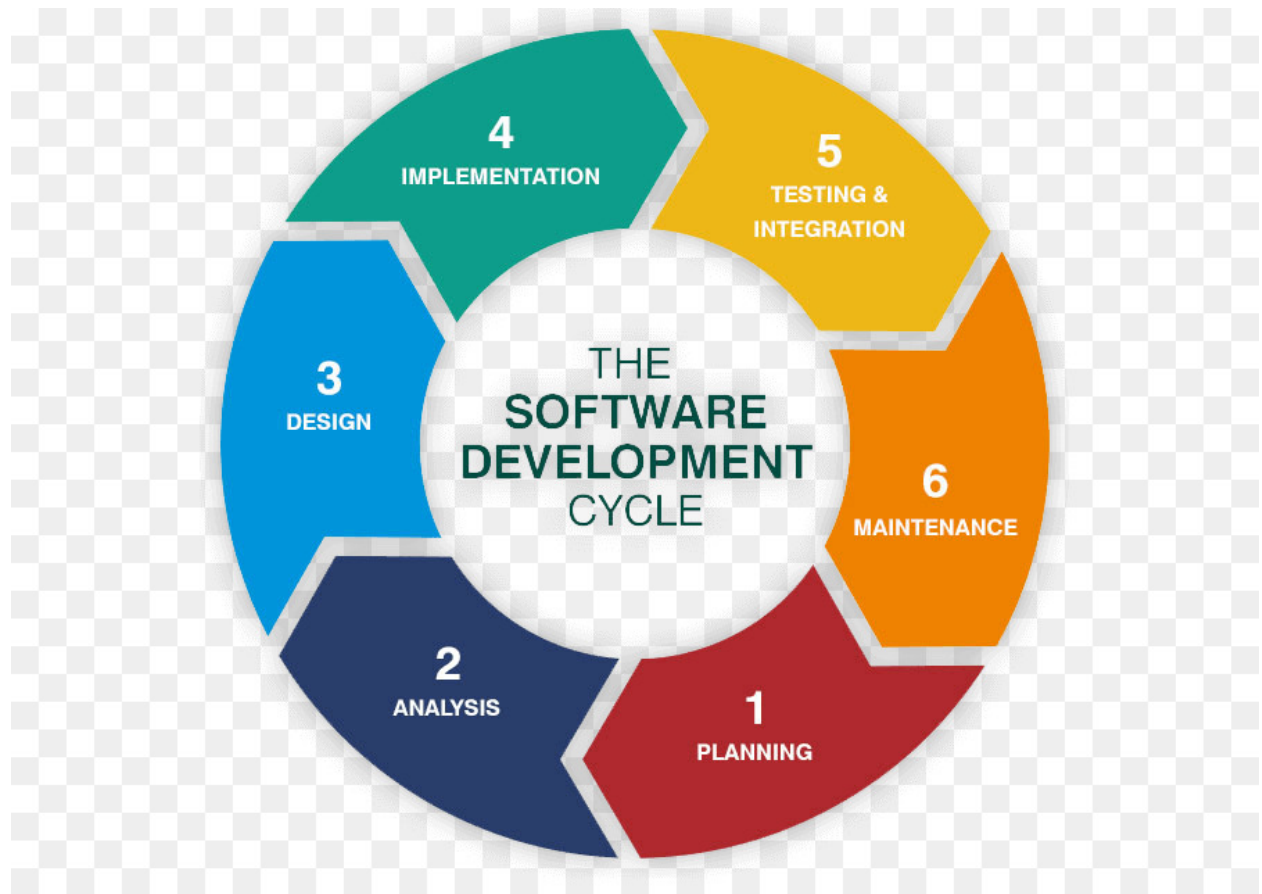 4
IMPLEMENTATION
5
TESTING &
INTEGRATION
3
DESIGN
THE
SOFTWARE
DEVELOPMENT
CYCLE
6
MAINTENANCE
2
ANALYSIS
1
PLANNING